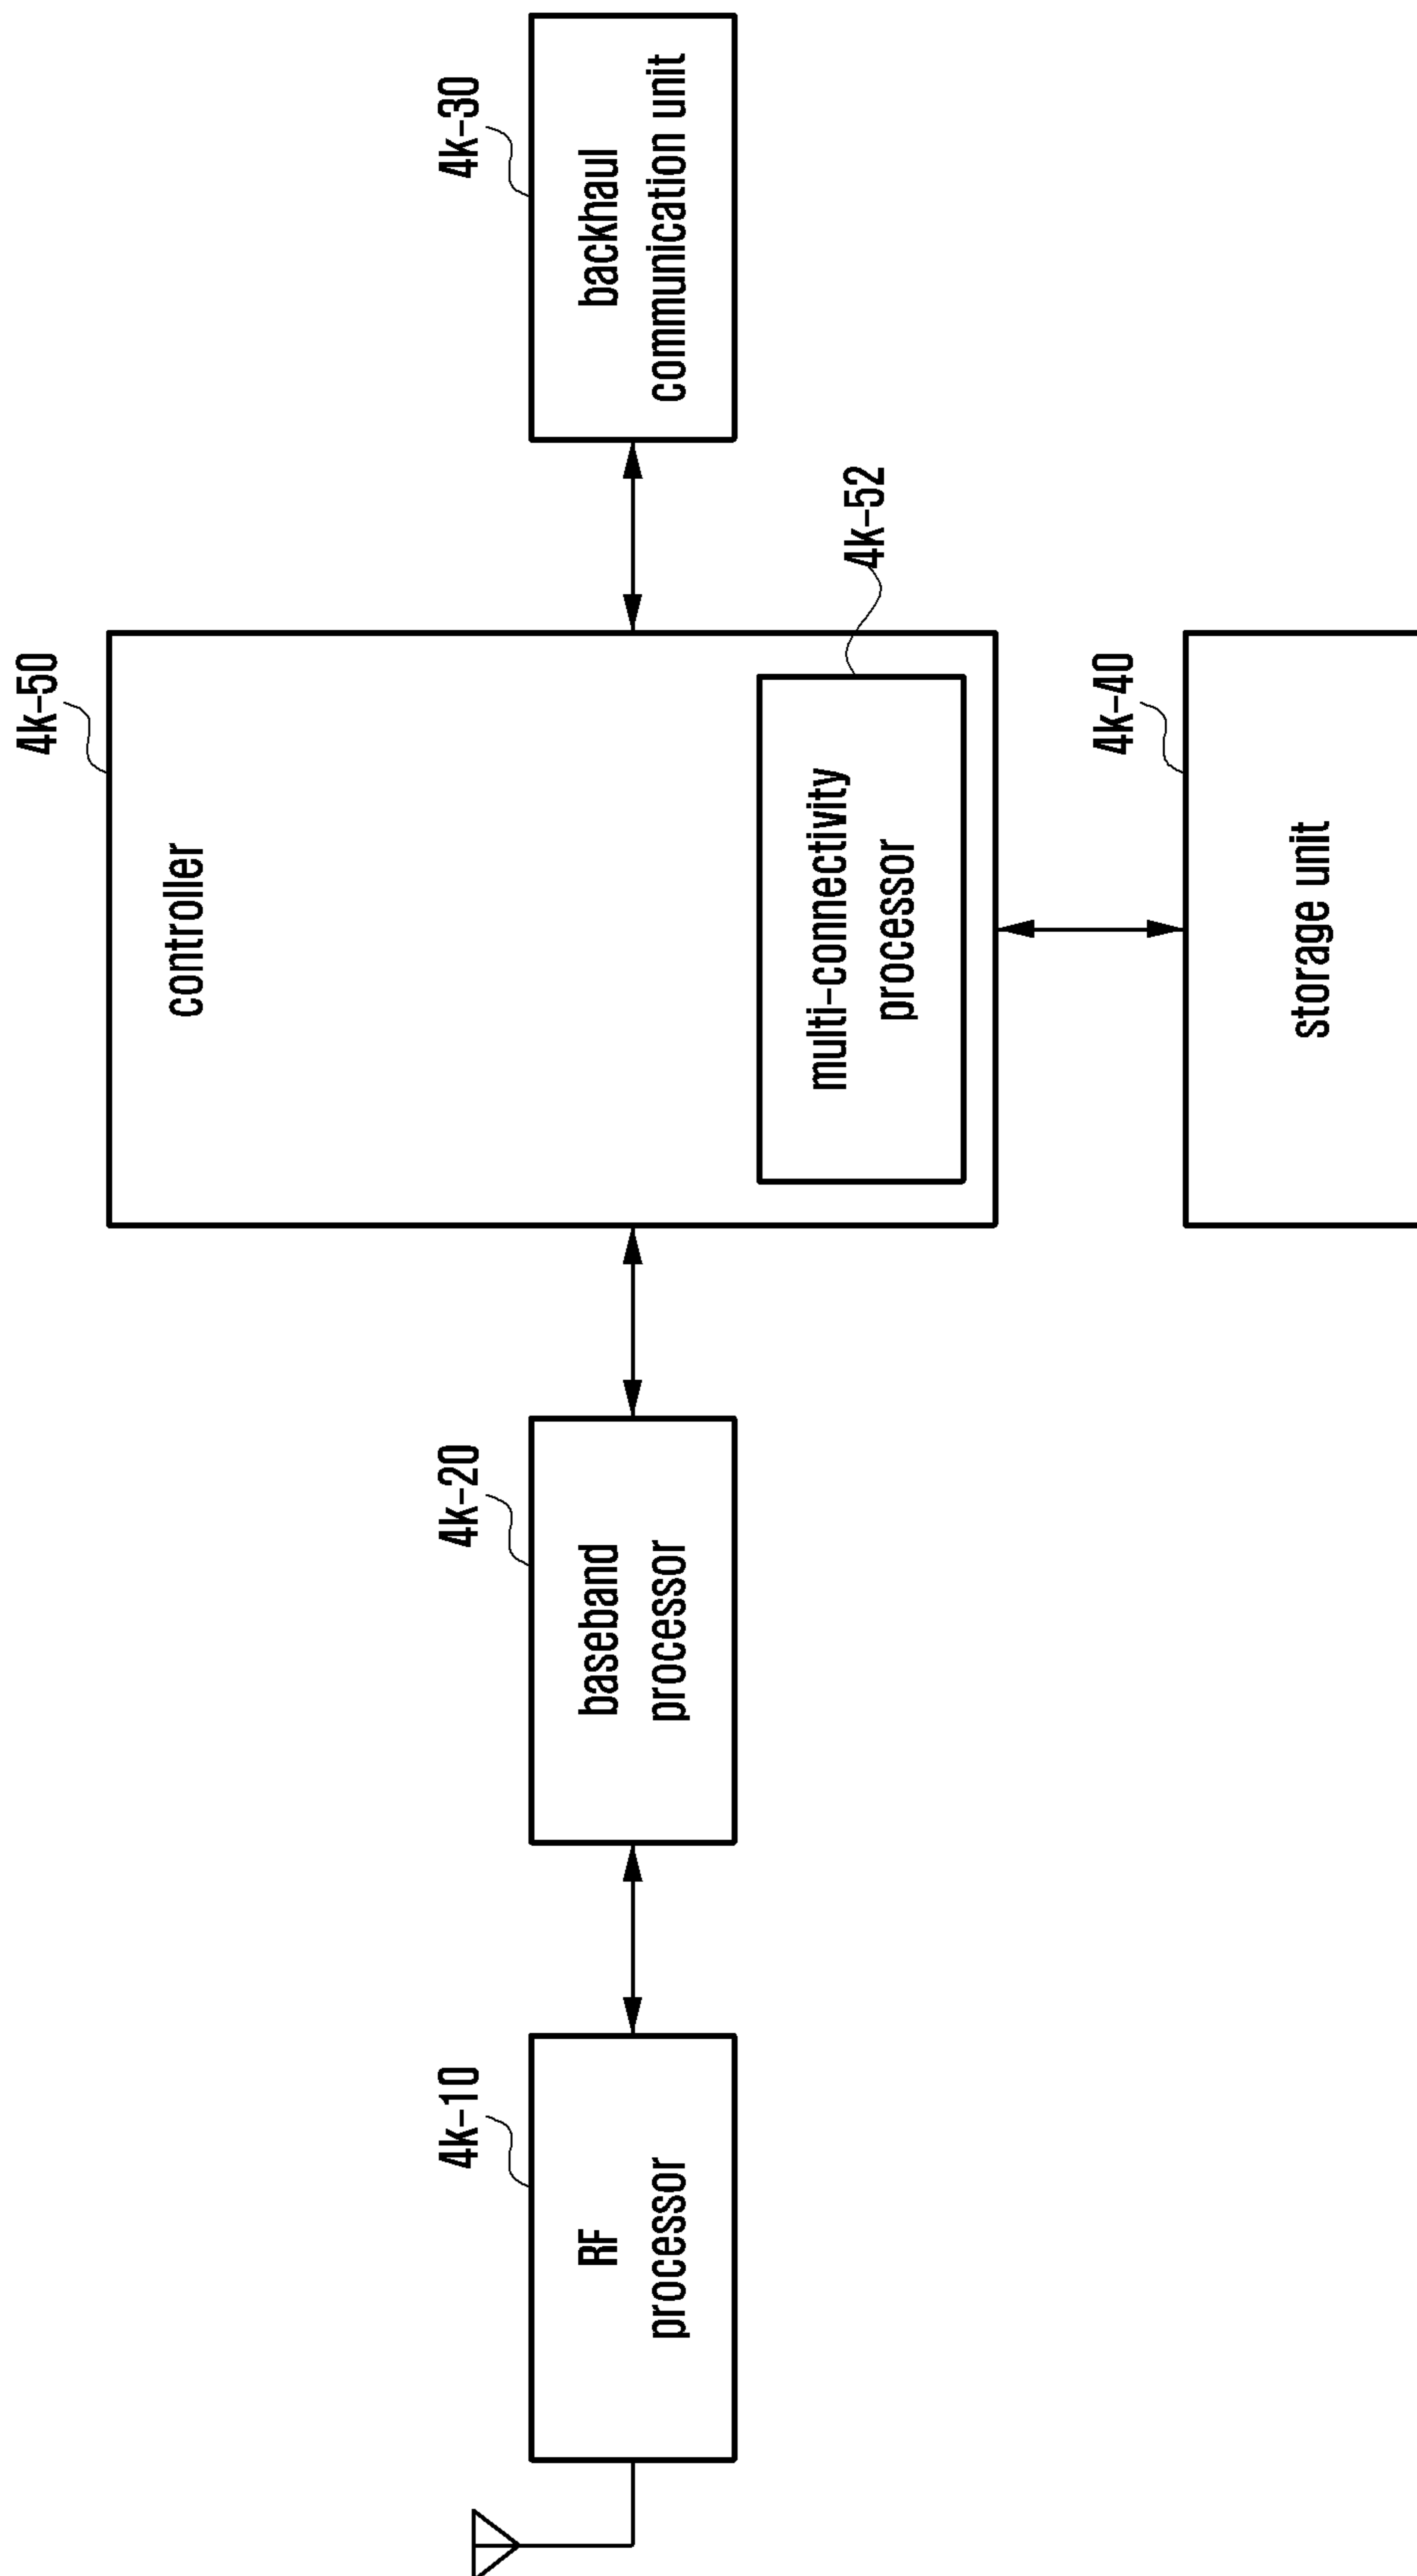 4k-50
controller
4k-10
RF
processor
4k-20
baseband
processor
4k-30
backhaul
communication unit
multi-connectivity
processor
4k-52
4k-40
storage unit